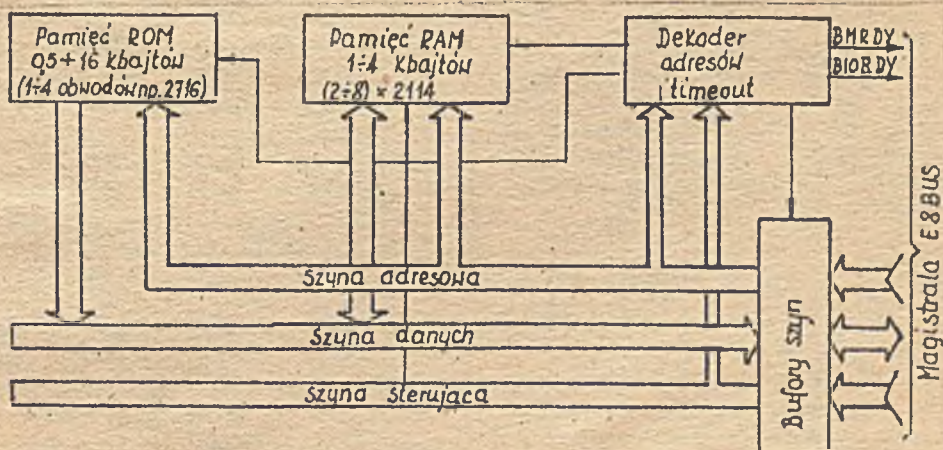 Pamięć ROM
0,5÷16 kbajtów
(1÷4 obwodów np. 2716)
Pamięć RAM
1÷4 kbajtów
(2÷8) × 2114
Dekoder
adresów
i timeout
BMRDY
BIORDY
Szyna adresowa
Szyna danych
Szyna sterująca
Bufory szyn
Magistrala E8BUS